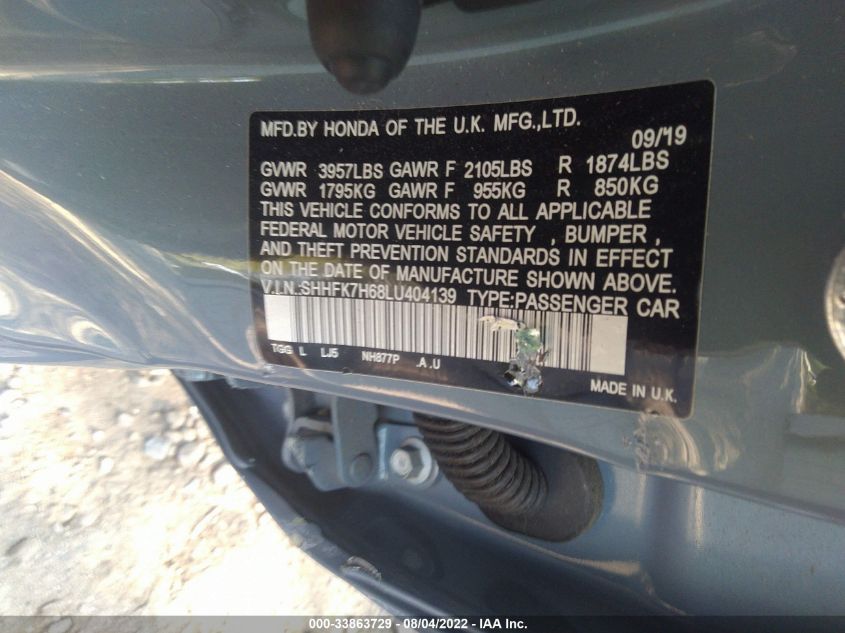 MFD.BY HONDA OF THE U.K. MFG.,LTD.
09/'19
GVWR 3957LBS GAWR F 2105LBS R 1874LBS
GVWR 1795KG GAWR F 955KG R 850KG
THIS VEHICLE CONFORMS TO ALL APPLICABLE
FEDERAL MOTOR VEHICLE SAFETY , BUMPER ,
AND THEFT PREVENTION STANDARDS IN EFFECT
ON THE DATE OF MANUFACTURE SHOWN ABOVE.
V.I.N.:SHHFK7H68LU404139 TYPE:PASSENGER CAR
TGG L LJ5 NH877P .A .U
MADE IN U.K.
000-33863729 - 08/04/2022 - IAA Inc.